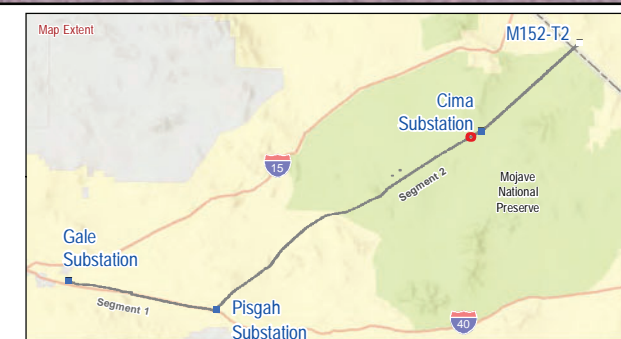 Map Extent
M152-T2
Cima
Substation
15
Segment 2
Mojave
National
Preserve
Gale
Substation
Segment 1
Pisgah
Substation
40